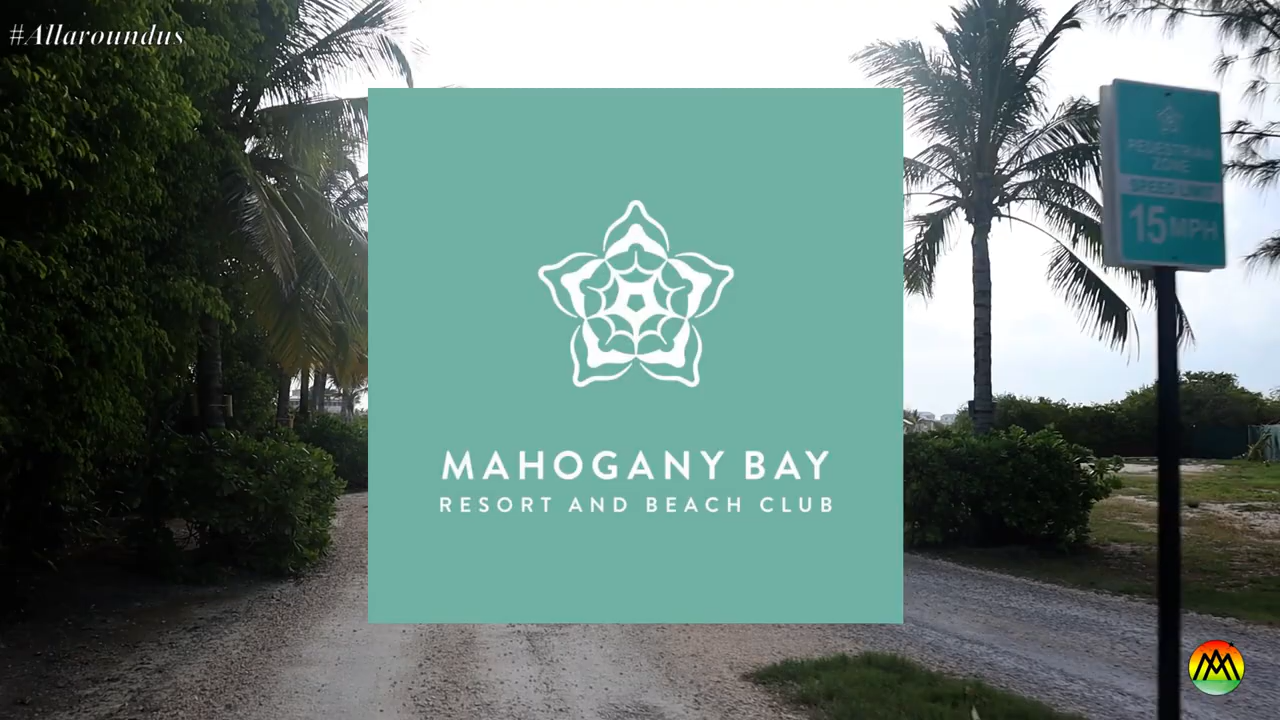 #Allaroundus
MAHOGANY BAY
RESORT AND BEACH CLUB
PEDESTRIAN
ZONE
SPEED LIMIT
15 MPH